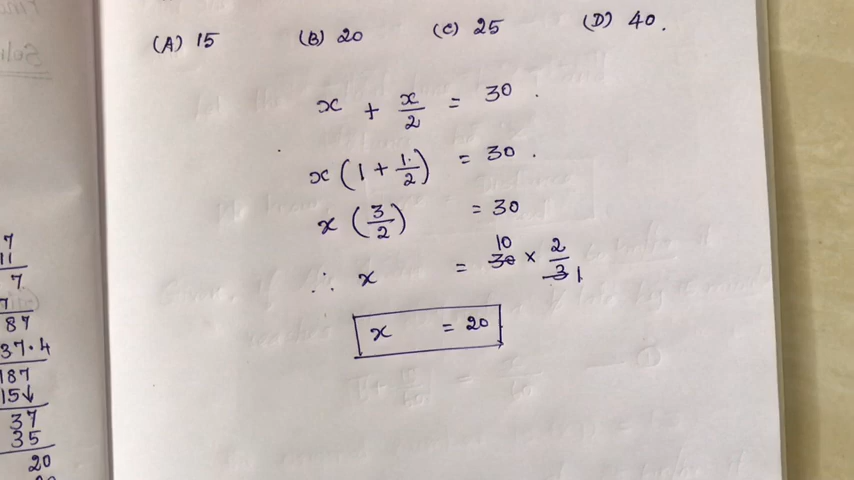 (A) 15 (B) 20 (C) 25 (D) 40.
x + x/2 = 30.
x(1 + 1/2) = 30.
x(3/2) = 30
∴ x = 10 30 × 2/3 1
x = 20
7
11
7
7
87
37.4
187
15↓
37
35
20